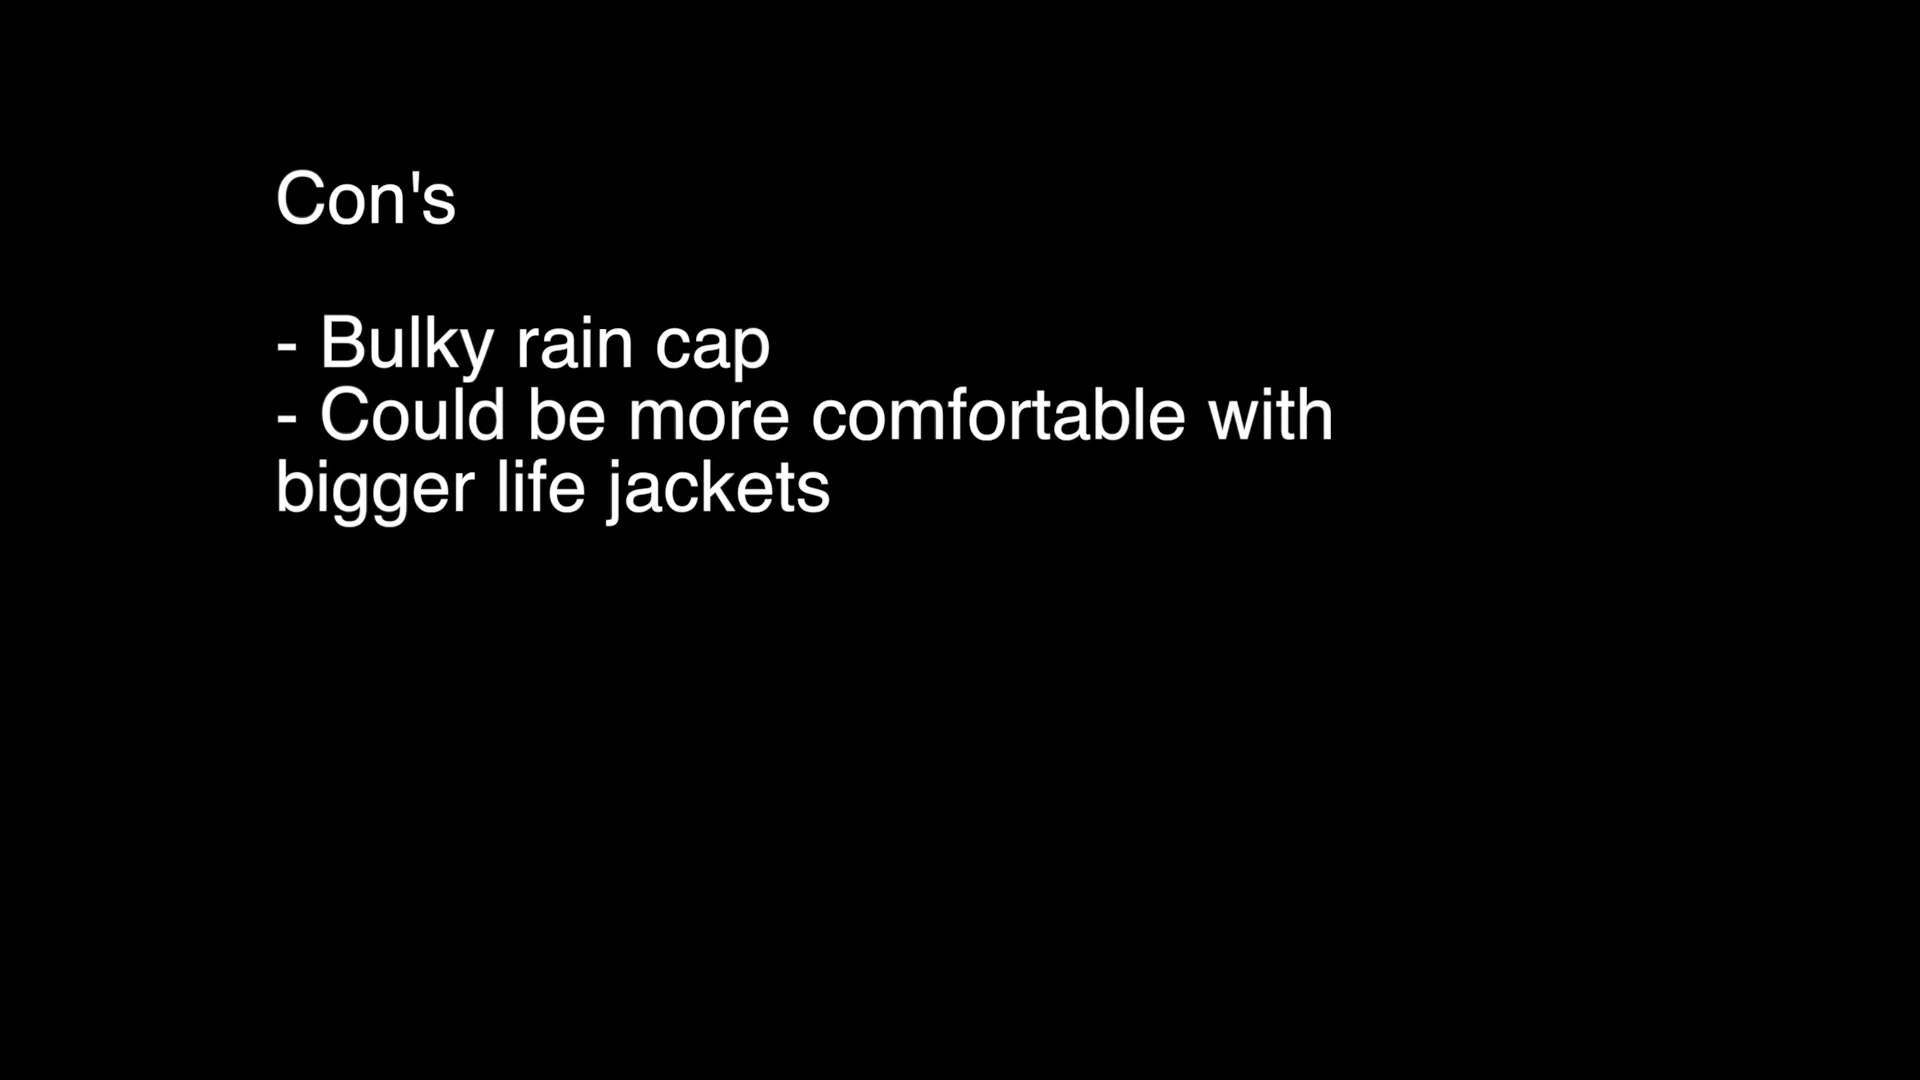 Con's
- Bulky rain cap
- Could be more comfortable with
bigger life jackets